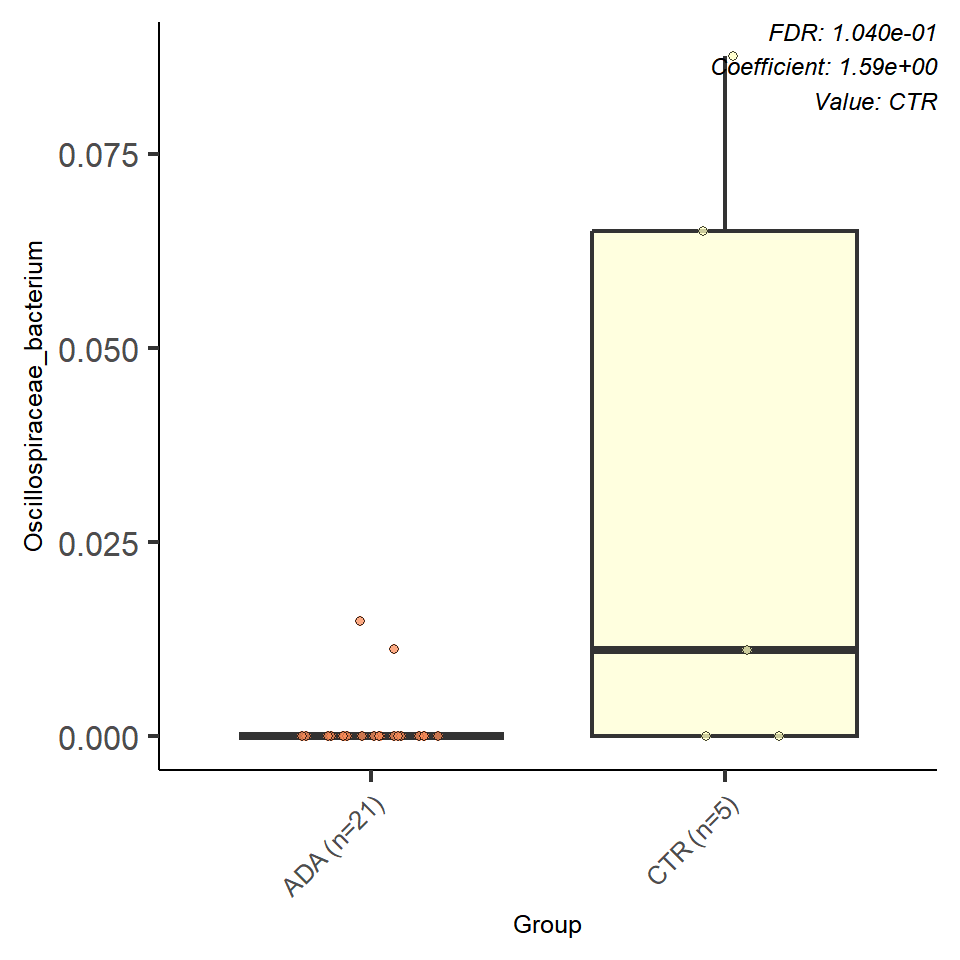 FDR: 1.040e-01
Coefficient: 1.59e+00
Value: CTR
Oscillospiraceae_bacterium
0.075
0.050
0.025
0.000
ADA (n=21)
CTR (n=5)
Group